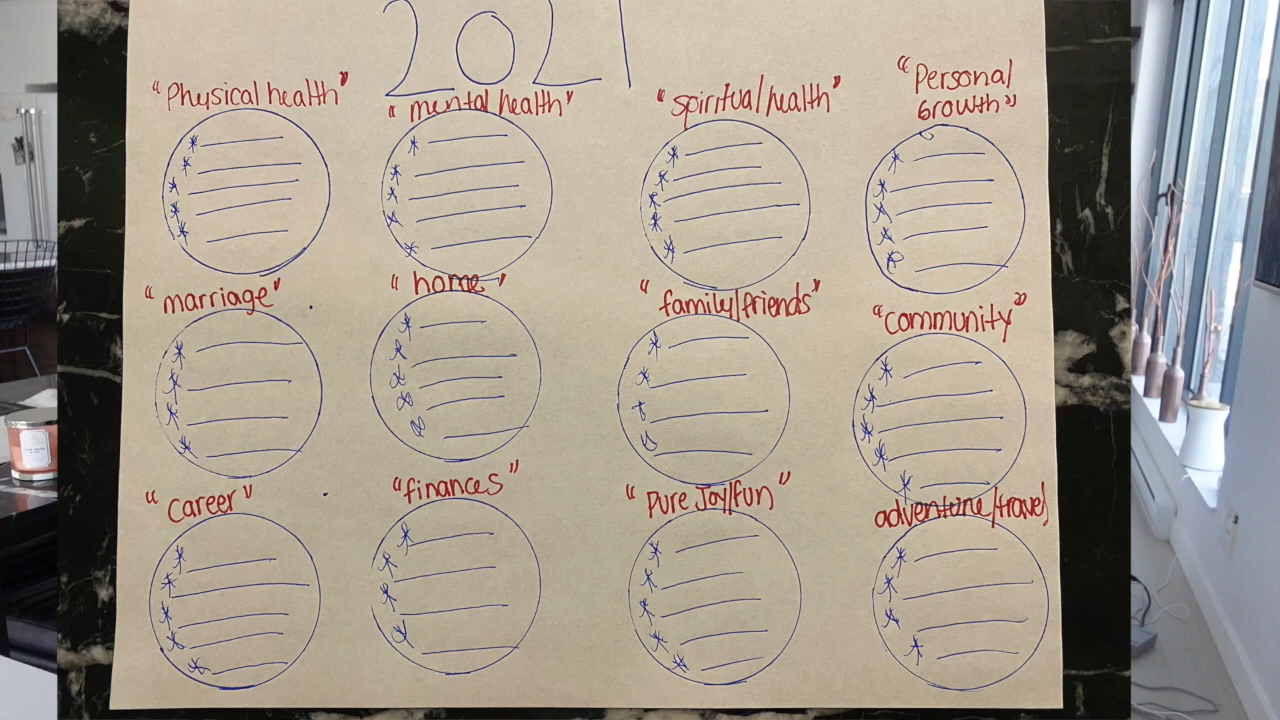 2021
"Physical health"
"mental health"
"spiritual/health"
"Personal
Growth"
"marriage"
"home"
"family/friends"
"community"
"career"
"finances"
"Pure Joy/fun"
adventure/travel